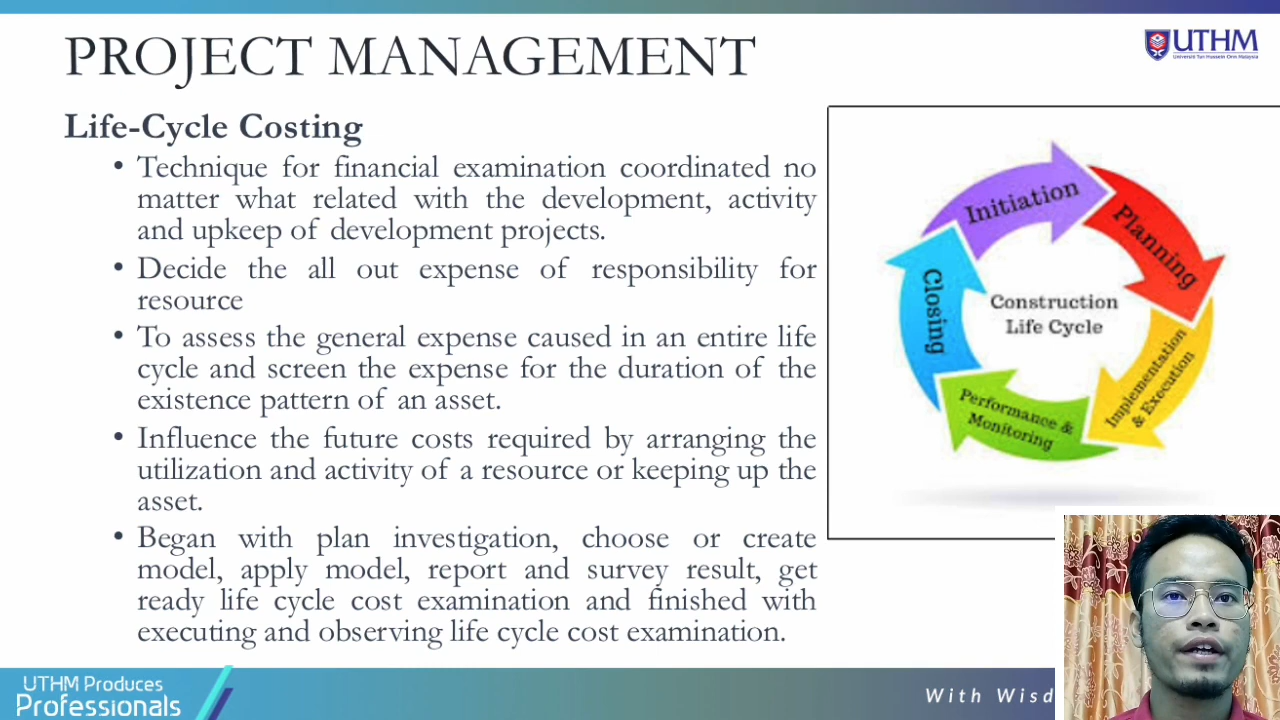 PROJECT MANAGEMENT
UTHM
Universiti Tun Hussein Onn Malaysia
Life-Cycle Costing
• Technique for financial examination coordinated no
matter what related with the development, activity
and upkeep of development projects.
• Decide the all out expense of responsibility for
resource
• To assess the general expense caused in an entire life
cycle and screen the expense for the duration of the
existence pattern of an asset.
• Influence the future costs required by arranging the
utilization and activity of a resource or keeping up the
asset.
• Began with plan investigation, choose or create
model, apply model, report and survey result, get
ready life cycle cost examination and finished with
executing and observing life cycle cost examination.
Initiation
Planning
Implementation
& Execution
Performance &
Monitoring
Closing
Construction
Life Cycle
UTHM Produces
Professionals
With Wisd